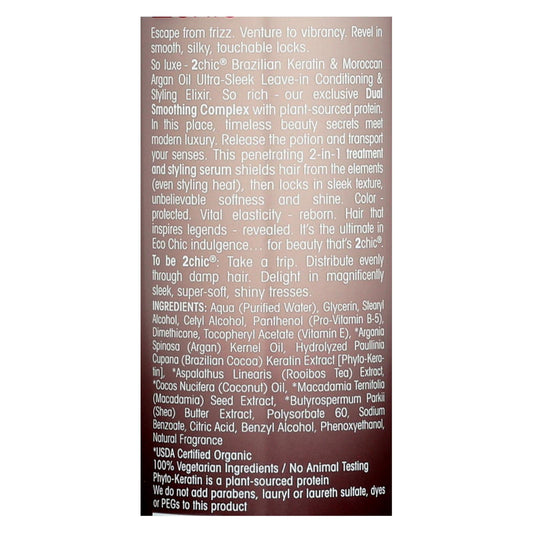 Escape from frizz. Venture to vibrancy. Revel in
smooth, silky, touchable locks.
So luxe - 2chic® Brazilian Keratin & Moroccan
Argan Oil Ultra-Sleek Leave-in Conditioning &
Styling Elixir. So rich - our exclusive Dual
Smoothing Complex with plant-sourced protein.
In this place, timeless beauty secrets meet
modern luxury. Release the potion and transport
your senses. This penetrating 2-in-1 treatment
and styling serum shields hair from the elements
(even styling heat), then locks in sleek texture,
unbelievable softness and shine. Color -
protected. Vital elasticity - reborn. Hair that
inspires legends - revealed. It's the ultimate in
Eco Chic indulgence... for beauty that's 2chic®.
To be 2chic®: Take a trip. Distribute evenly
through damp hair. Delight in magnificently
sleek, super-soft, shiny tresses.
INGREDIENTS: Aqua (Purified Water), Glycerin, Stearyl
Alcohol, Cetyl Alcohol, Panthenol (Pro-Vitamin B-5),
Dimethicone, Tocopheryl Acetate (Vitamin E), *Argania
Spinosa (Argan) Kernel Oil, Hydrolyzed Paullinia
Cupana (Brazilian Cocoa) Keratin Extract [Phyto-Kera-
tin], *Aspalathus Linearis (Rooibos Tea) Extract,
*Cocos Nucifera (Coconut) Oil, *Macadamia Ternifolia
(Macadamia) Seed Extract, *Butyrospermum Parkii
(Shea) Butter Extract, Polysorbate 60, Sodium
Benzoate, Citric Acid, Benzyl Alcohol, Phenoxyethanol,
Natural Fragrance
*USDA Certified Organic
100% Vegetarian Ingredients / No Animal Testing
Phyto-Keratin is a plant-sourced protein
We do not add parabens, lauryl or laureth sulfate, dyes
or PEGs to this product